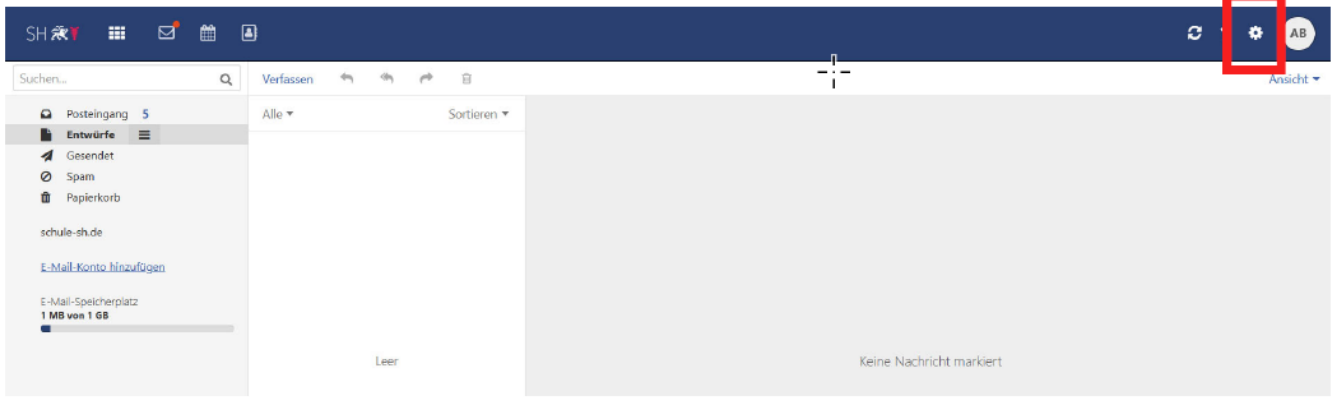 SH
AB
Suchen...
Verfassen
Ansicht
Posteingang 5
Entwürfe
Gesendet
Spam
Papierkorb
schule-sh.de
E-Mail-Konto hinzufügen
E-Mail-Speicherplatz
1 MB von 1 GB
Alle
Sortieren
Leer
Keine Nachricht markiert